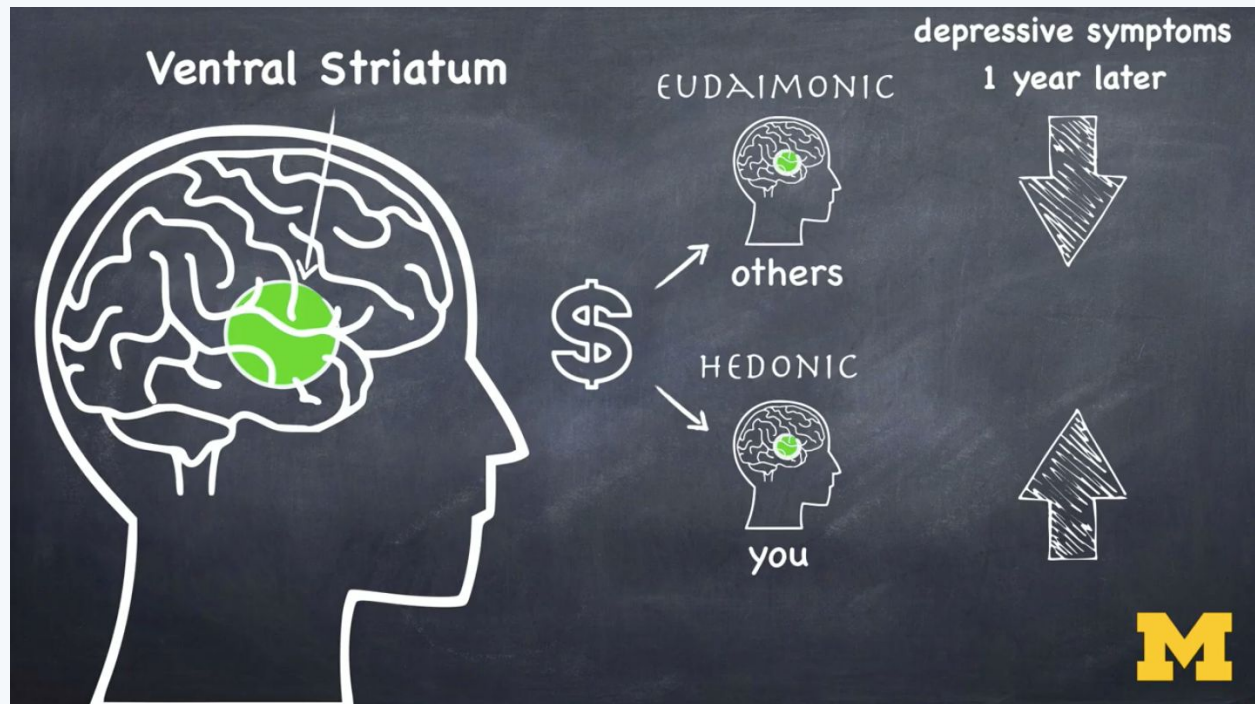 Ventral Striatum
EUDAIMONIC
others
$
HEDONIC
you
depressive symptoms
1 year later
M